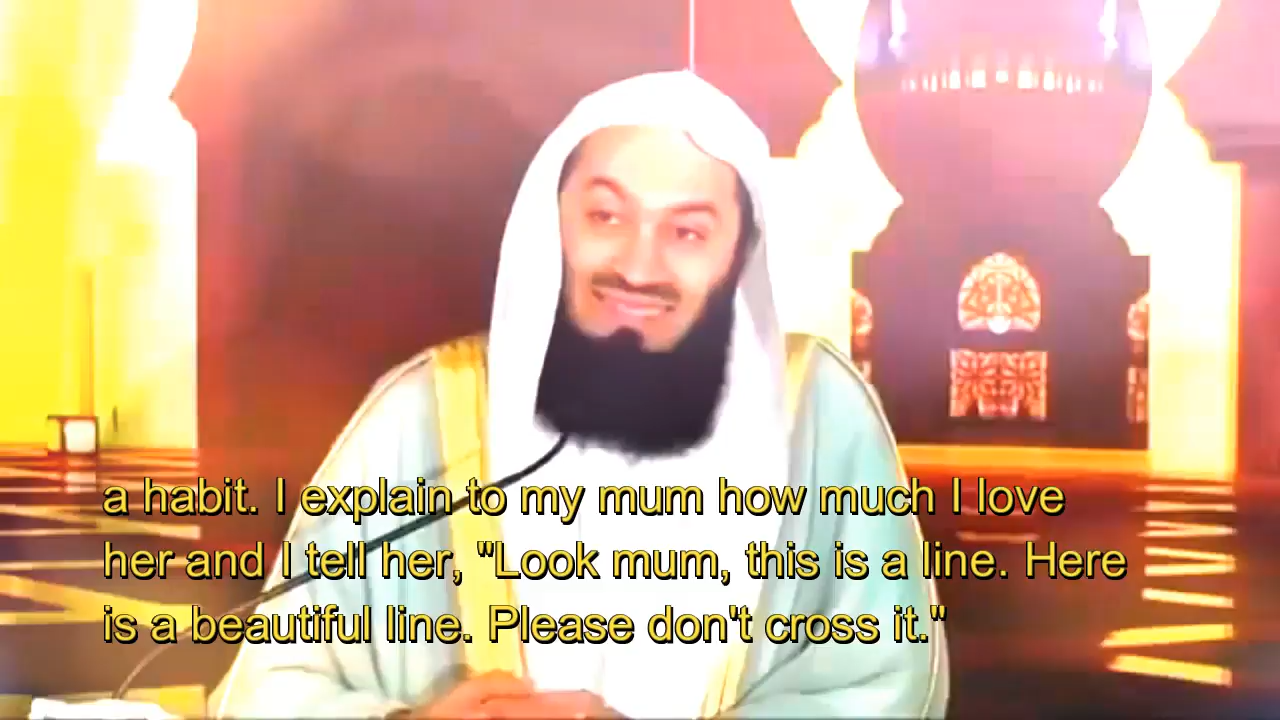 a habit. I explain to my mum how much I love
her and I tell her, "Look mum, this is a line. Here
is a beautiful line. Please don't cross it."